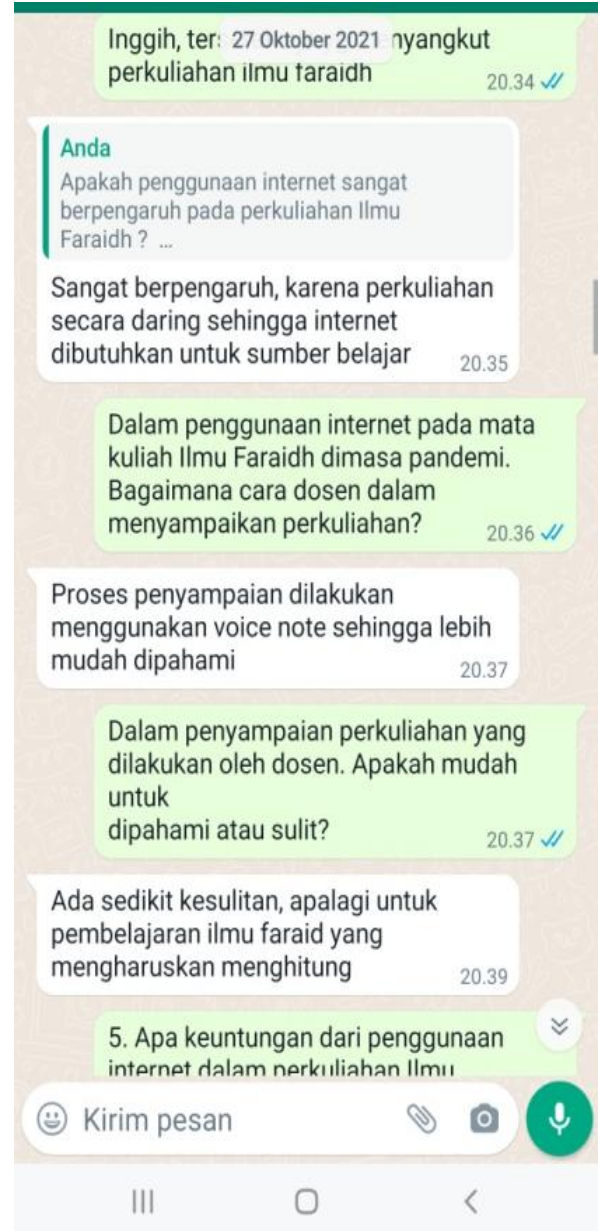 27 Oktober 2021
Inggih, nyangkut
perkuliahan ilmu faraidh
20.34
Anda
Apakah penggunaan internet sangat
berpengaruh pada perkuliahan Ilmu
Faraidh ? ...
Sangat berpengaruh, karena perkuliahan
secara daring sehingga internet
dibutuhkan untuk sumber belajar
20.35
Dalam penggunaan internet pada mata
kuliah Ilmu Faraidh dimasa pandemi.
Bagaimana cara dosen dalam
menyampaikan perkuliahan?
20.36
Proses penyampaian dilakukan
menggunakan voice note sehingga lebih
mudah dipahami
20.37
Dalam penyampaian perkuliahan yang
dilakukan oleh dosen. Apakah mudah
untuk
dipahami atau sulit?
20.37
Ada sedikit kesulitan, apalagi untuk
pembelajaran ilmu faraid yang
mengharuskan menghitung
20.39
5. Apa keuntungan dari penggunaan
internet dalam perkuliahan Ilmu
Kirim pesan